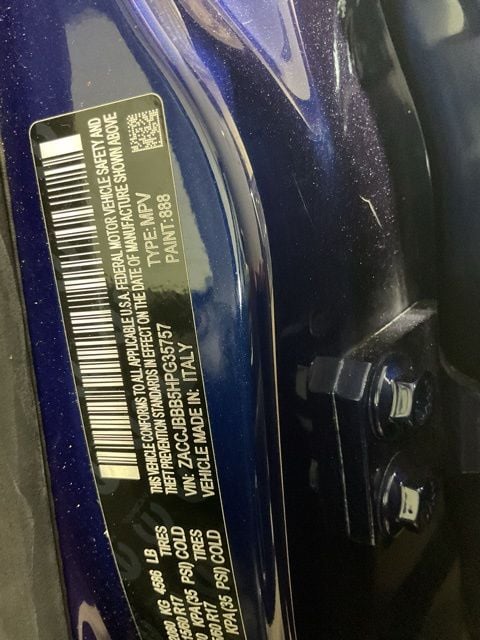 THIS VEHICLE CONFORMS TO ALL APPLICABLE U.S.A. FEDERAL MOTOR VEHICLE SAFETY AND
THEFT PREVENTION STANDARDS IN EFFECT ON THE DATE OF MANUFACTURE SHOWN ABOVE
VIN: ZACCJBBB5HPG35757 TYPE: MPV
VEHICLE MADE IN: ITALY PAINT: 888
KG 4586 LB TIRES
R17 KPA(35 PSI) COLD
TIRES
R17 KPA(35 PSI) COLD